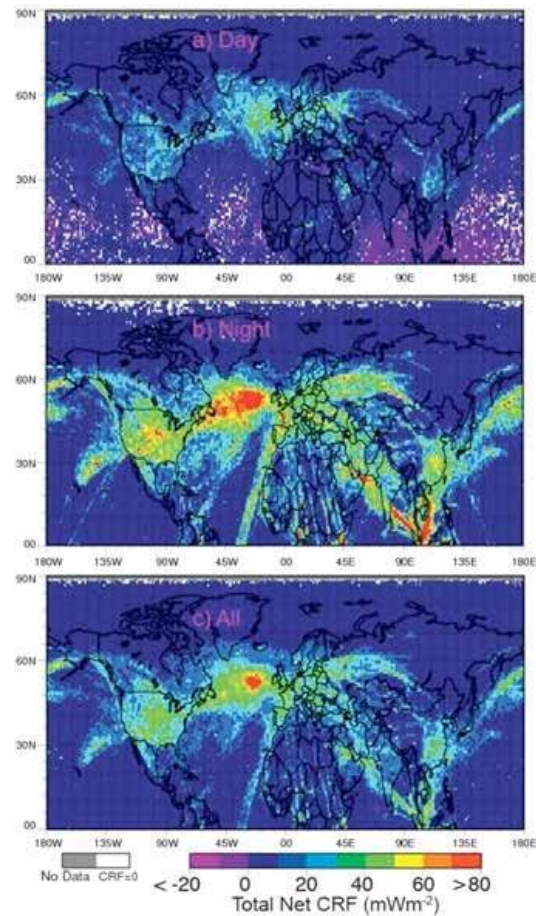 90N
a) Day
60N
30N
00
180W 135W 90W 45W 00 45E 90E 135E 180E
90N
b) Night
60N
30N
00
180W 135W 90W 45W 00 45E 90E 135E 180E
90N
c) All
60N
30N
00
180W 135W 90W 45W 00 45E 90E 135E 180E
No Data CRF=0
< -20 0 20 40 60 >80
Total Net CRF (mWm-2)